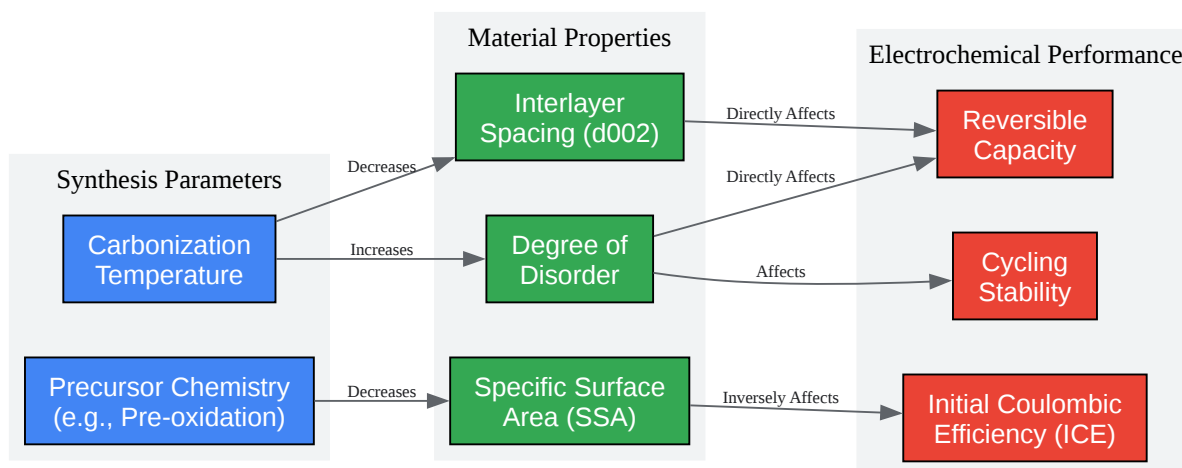 Synthesis Parameters
Carbonization
Temperature
Precursor Chemistry
(e.g., Pre-oxidation)
Decreases
Increases
Decreases
Material Properties
Interlayer
Spacing (d002)
Degree of
Disorder
Specific Surface
Area (SSA)
Directly Affects
Directly Affects
Affects
Inversely Affects
Electrochemical Performance
Reversible
Capacity
Cycling
Stability
Initial Coulombic
Efficiency (ICE)